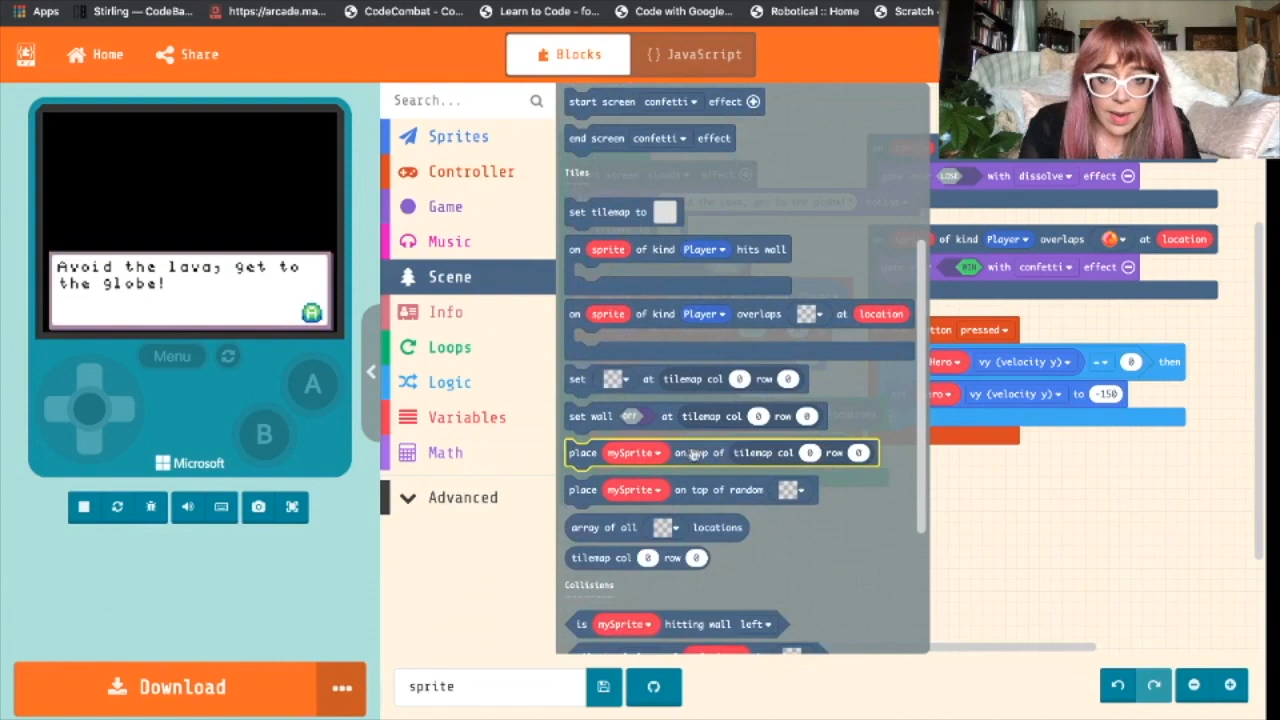 Apps
Stirling — CodeBa...
https://arcade.ma...
CodeCombat - Co...
Learn to Code - fo...
Code with Google...
Robotical :: Home
Scratch -
Home
Share
Blocks
{} JavaScript
Avoid the lava, get to
the globe!
Menu
A
B
Microsoft
Download
Search...
Sprites
Controller
Game
Music
Scene
Info
Loops
Logic
Variables
Math
Advanced
start screen confetti effect
end screen confetti effect
Tiles
set tilemap to
on sprite of kind Player hits wall
on sprite of kind Player overlaps at location
set at tilemap col 0 row 0
set wall OFF at tilemap col 0 row 0
place mySprite on top of tilemap col 0 row 0
place mySprite on top of random
array of all locations
tilemap col 0 row 0
Collisions
is mySprite hitting wall left
LOSE with dissolve effect
of kind Player overlaps at location
WIN with confetti effect
tton pressed
Hero vy (velocity y) = 0 then
ro vy (velocity y) to -150
sprite